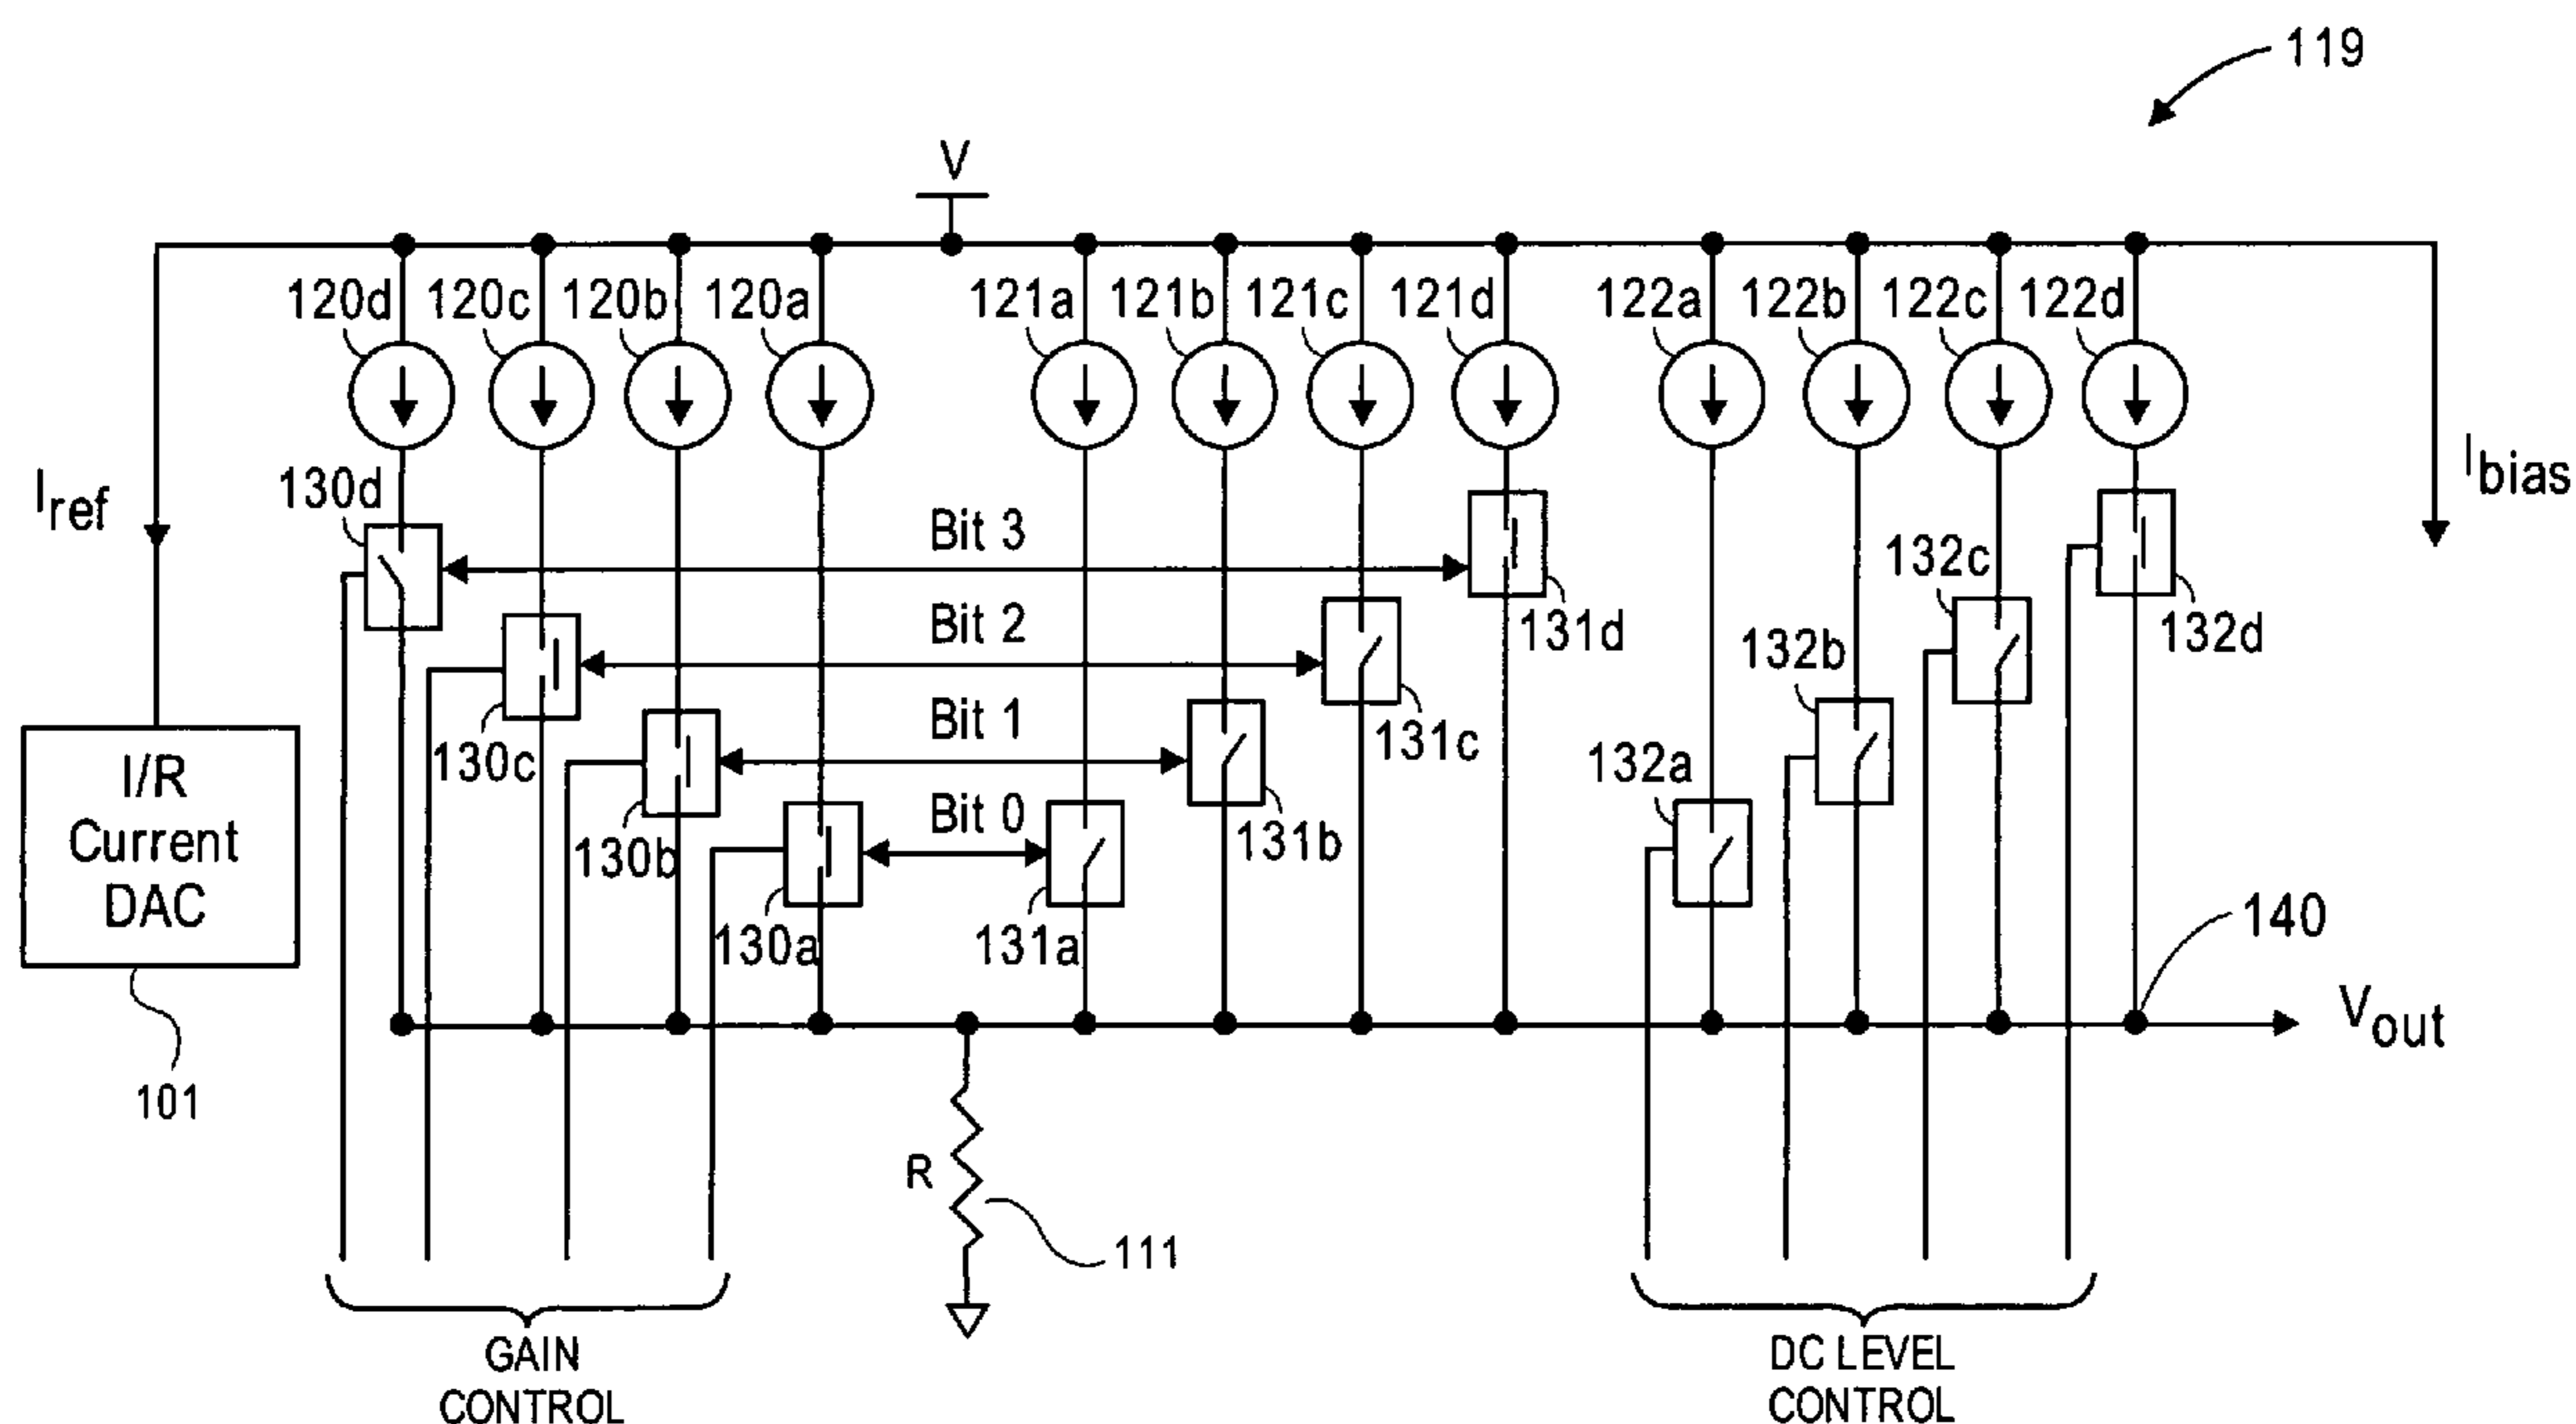 119
V
120d
120c
120b
120a
121a
121b
121c
121d
122a
122b
122c
122d
Iref
130d
Bit 3
131d
Ibias
132c
132d
Bit 2
130c
131c
132b
Bit 1
130b
131b
132a
Bit 0
130a
131a
I/R
Current
DAC
101
140
Vout
R
111
GAIN
CONTROL
DC LEVEL
CONTROL